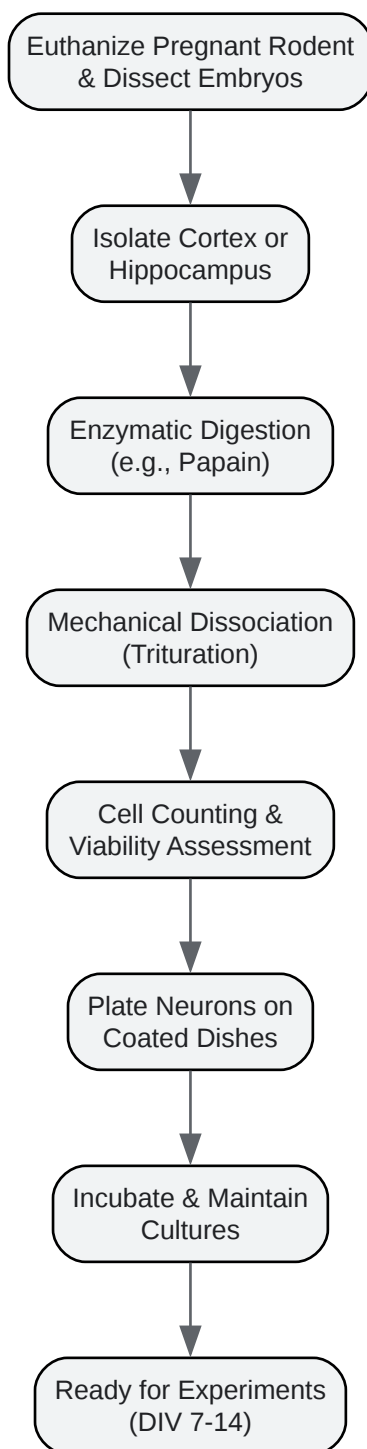 Euthanize Pregnant Rodent
& Dissect Embryos
Isolate Cortex or
Hippocampus
Enzymatic Digestion
(e.g., Papain)
Mechanical Dissociation
(Trituration)
Cell Counting &
Viability Assessment
Plate Neurons on
Coated Dishes
Incubate & Maintain
Cultures
Ready for Experiments
(DIV 7-14)